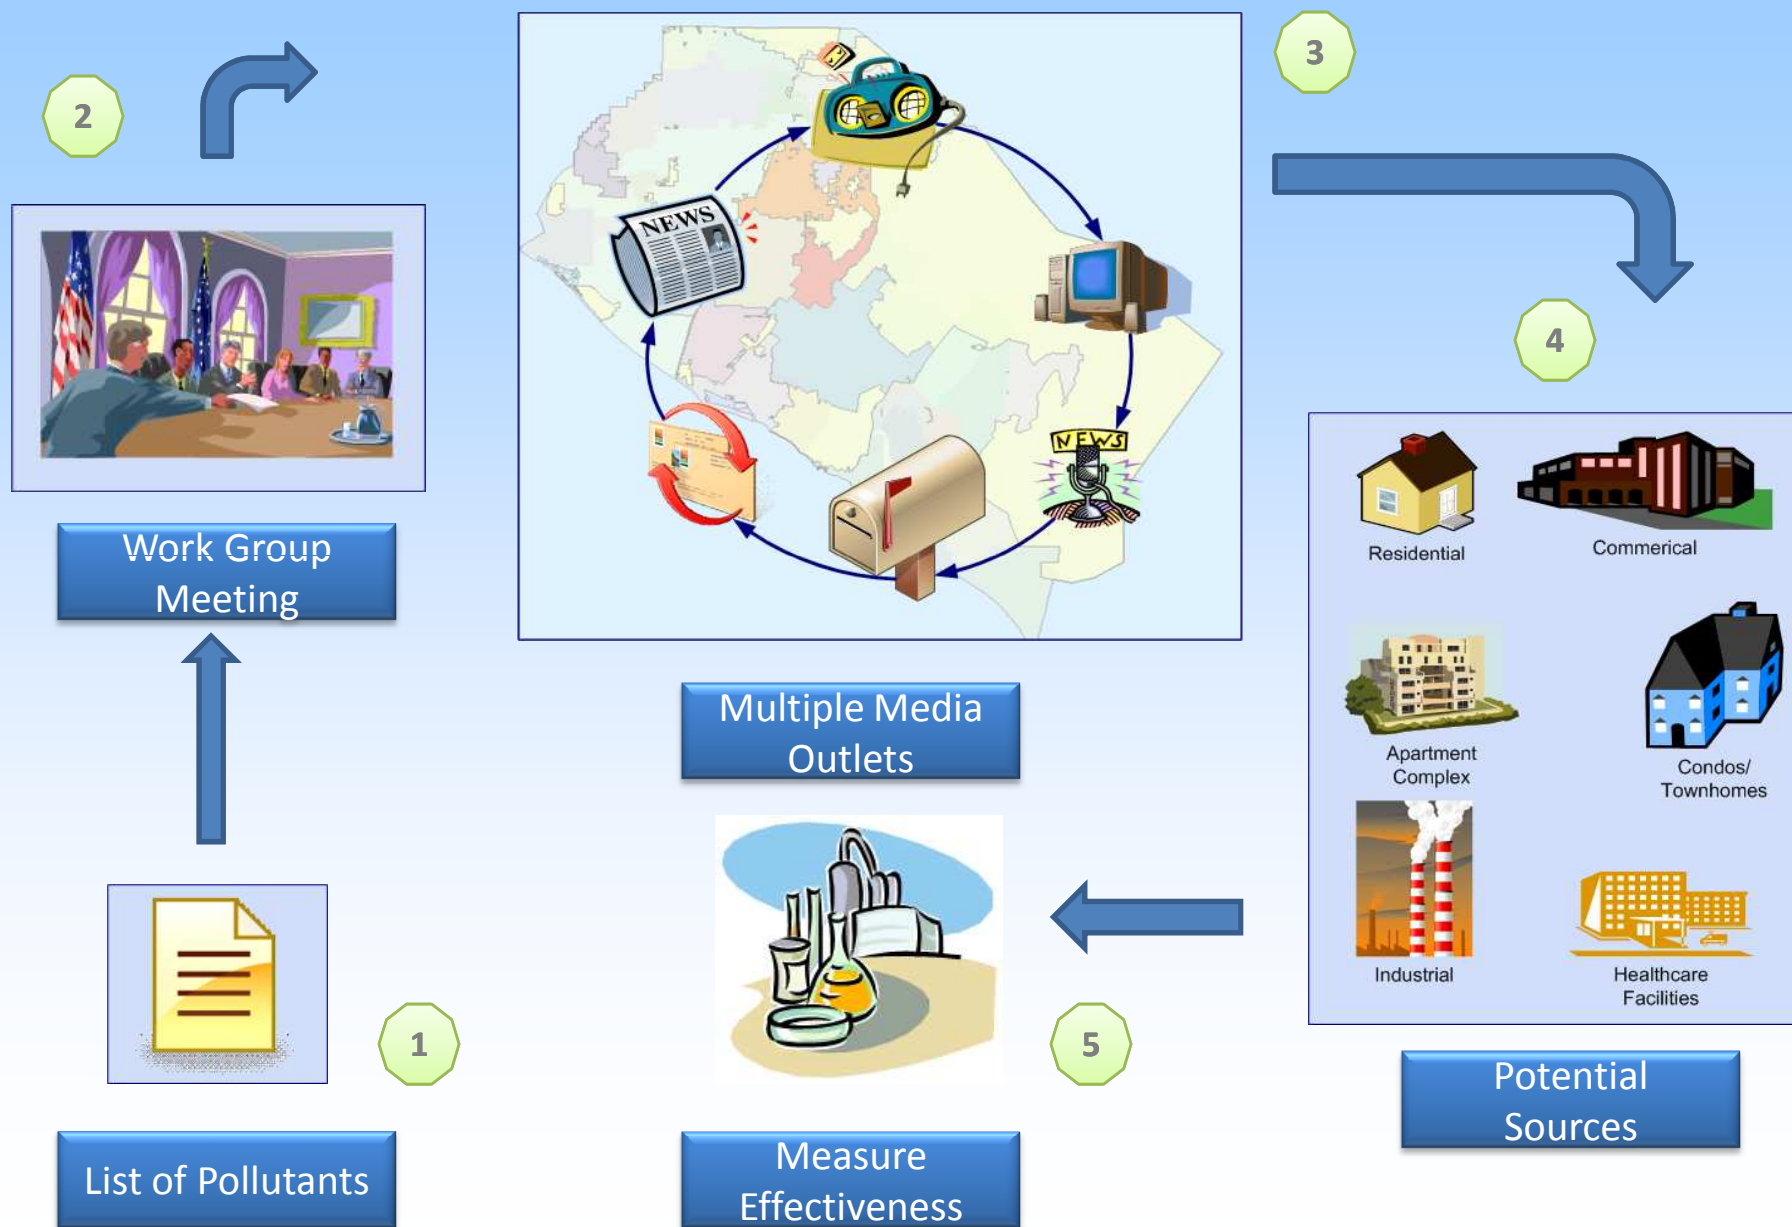 2
3
NEWS
NEWS
4
Work Group
Meeting
Residential
Commerical
Multiple Media
Outlets
Apartment
Complex
Condos/
Townhomes
Industrial
Healthcare
Facilities
1
5
List of Pollutants
Measure
Effectiveness
Potential
Sources